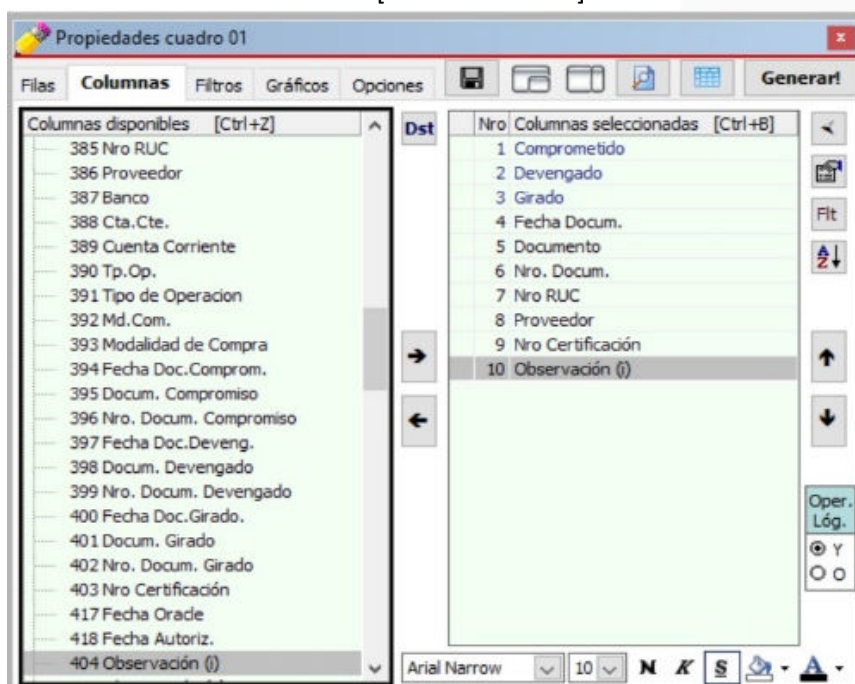 Propiedades cuadro 01
x
Filas Columnas Filtros Gráficos Opciones Generar!
Columnas disponibles [Ctrl+Z]
385 Nro RUC
386 Proveedor
387 Banco
388 Cta.Cte.
389 Cuenta Corriente
390 Tp.Op.
391 Tipo de Operacion
392 Md.Com.
393 Modalidad de Compra
394 Fecha Doc.Comprom.
395 Docum. Compromiso
396 Nro. Docum. Compromiso
397 Fecha Doc.Deveng.
398 Docum. Devengado
399 Nro. Docum. Devengado
400 Fecha Doc.Girado.
401 Docum. Girado
402 Nro. Docum. Girado
403 Nro Certificación
417 Fecha Oracle
418 Fecha Autoriz.
404 Observación (i)
Dst
Nro Columnas seleccionadas [Ctrl+B]
1 Comprometido
2 Devengado
3 Girado
4 Fecha Docum.
5 Documento
6 Nro. Docum.
7 Nro RUC
8 Proveedor
9 Nro Certificación
10 Observación (i)
Flt
A
Z
Oper.
Lóg.
Y
O
Arial Narrow 10 N K S A